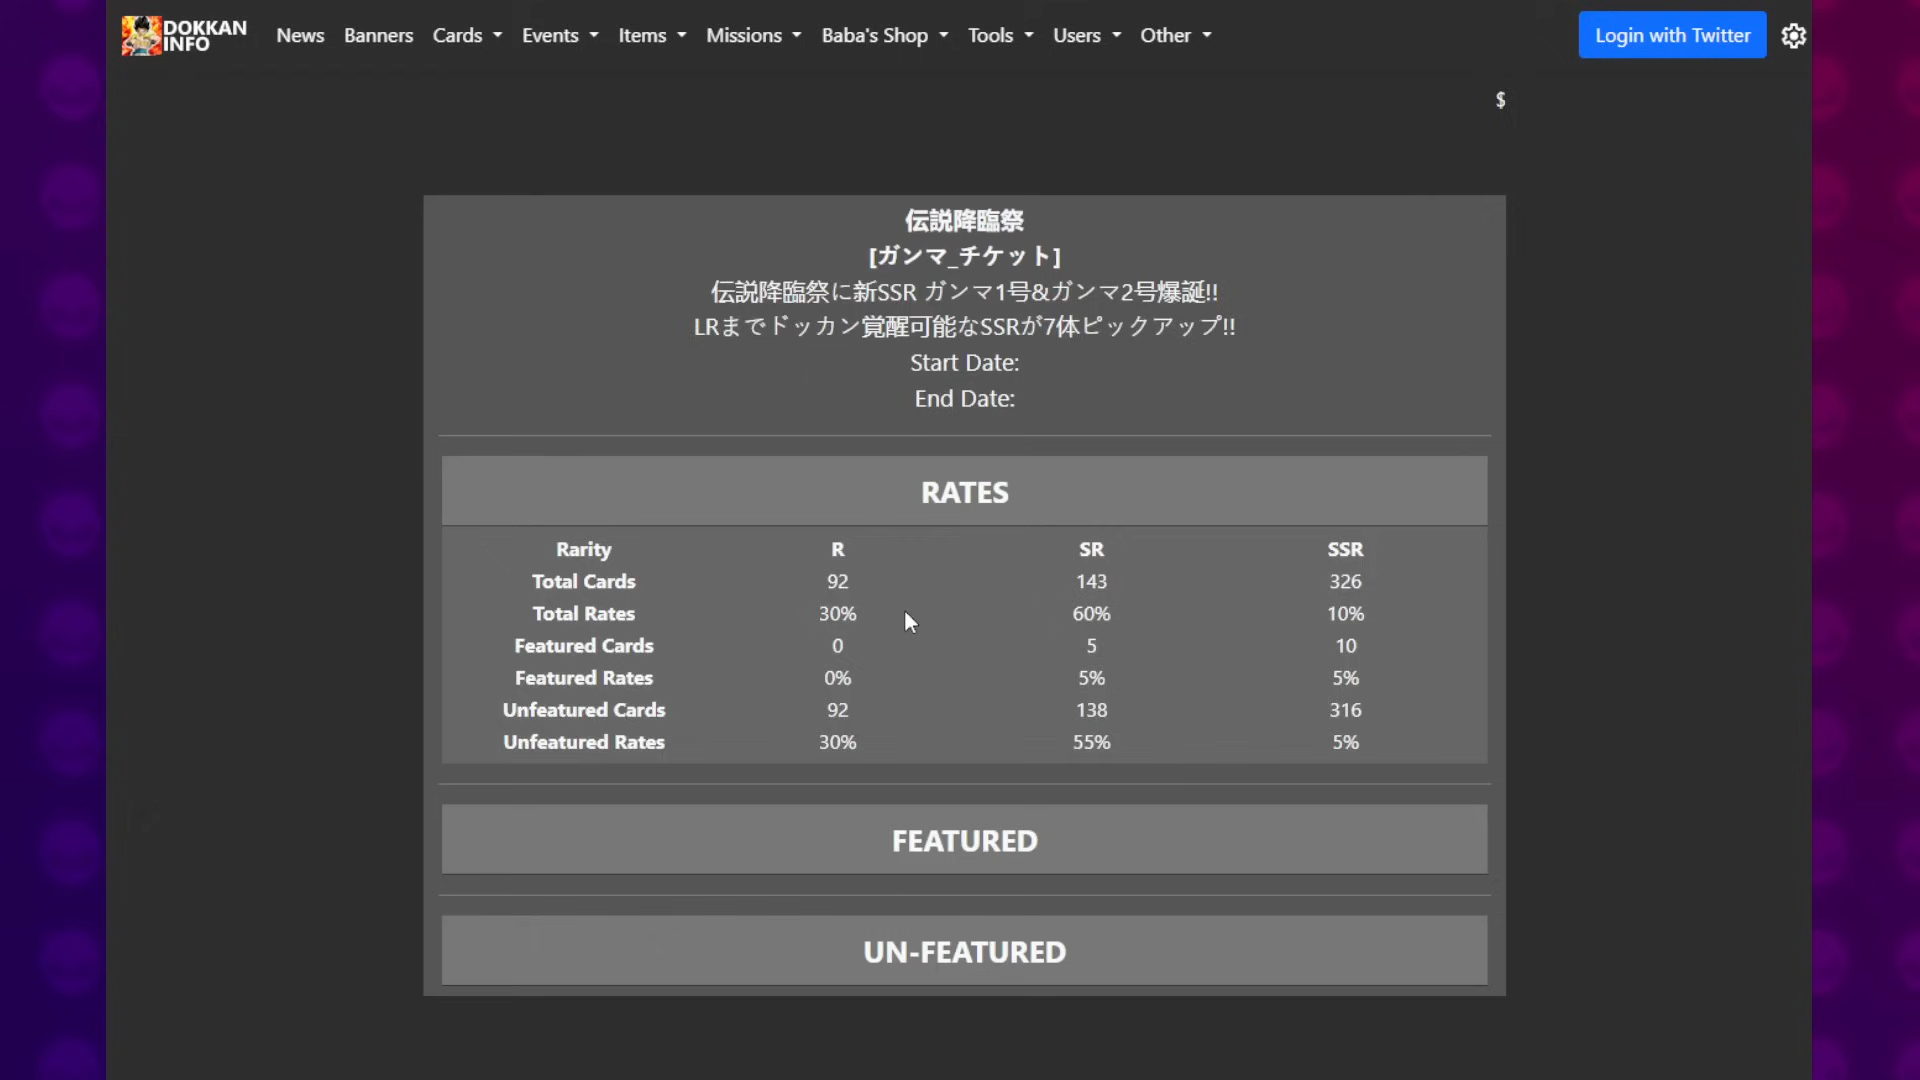 DOKKAN
INFO
News Banners Cards Events Items Missions Baba's Shop Tools Users Other
Login with Twitter
$
伝説降臨祭
[ガンマ_チケット]
伝説降臨祭に新SSR ガンマ1号&ガンマ2号爆誕!!
LRまでドッカン覚醒可能なSSRが7体ピックアップ!!
Start Date:
End Date:
RATES
Rarity R SR SSR
Total Cards 92 143 326
Total Rates 30% 60% 10%
Featured Cards 0 5 10
Featured Rates 0% 5% 5%
Unfeatured Cards 92 138 316
Unfeatured Rates 30% 55% 5%
FEATURED
UN-FEATURED